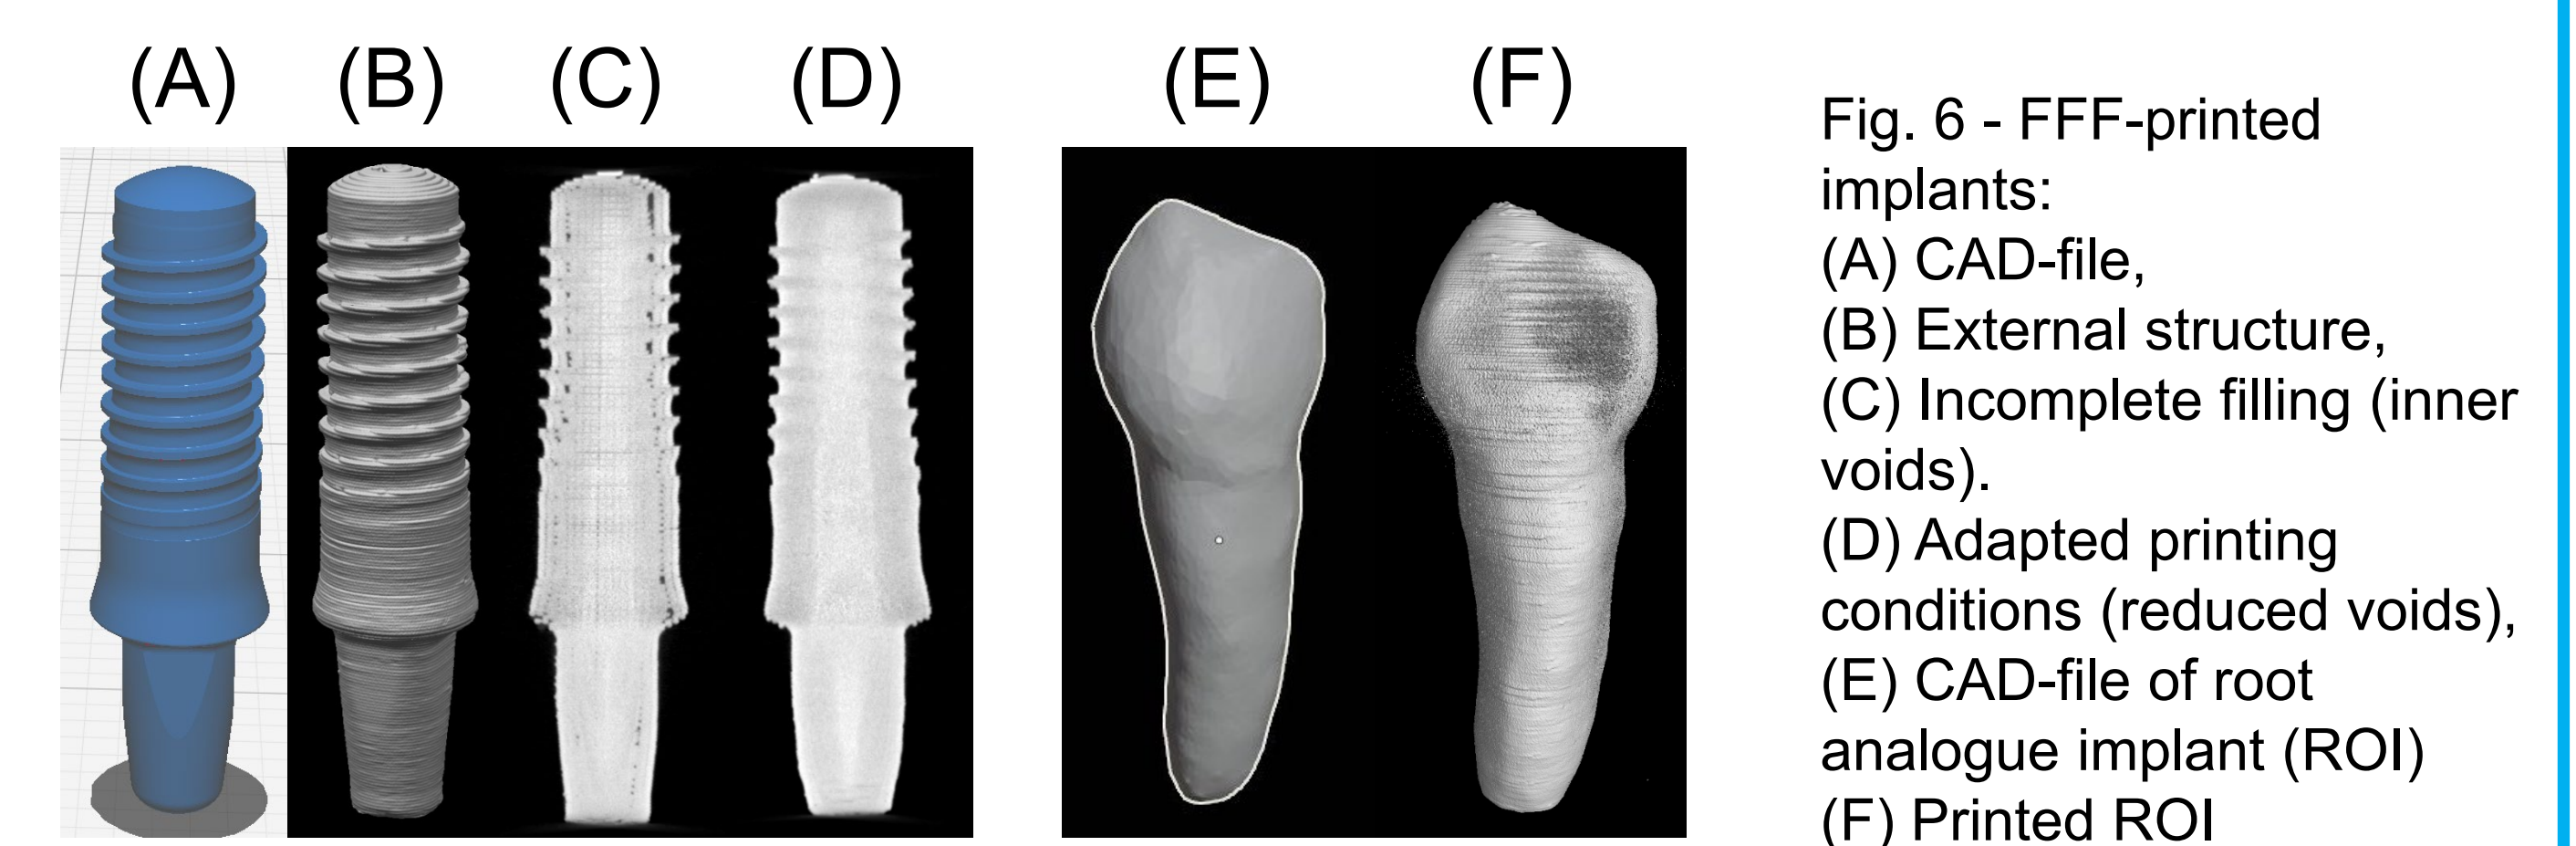 (A) (B) (C) (D) (E) (F)
Fig. 6 - FFF-printed
implants:
(A) CAD-file,
(B) External structure,
(C) Incomplete filling (inner
voids).
(D) Adapted printing
conditions (reduced voids),
(E) CAD-file of root
analogue implant (ROI)
(F) Printed ROI